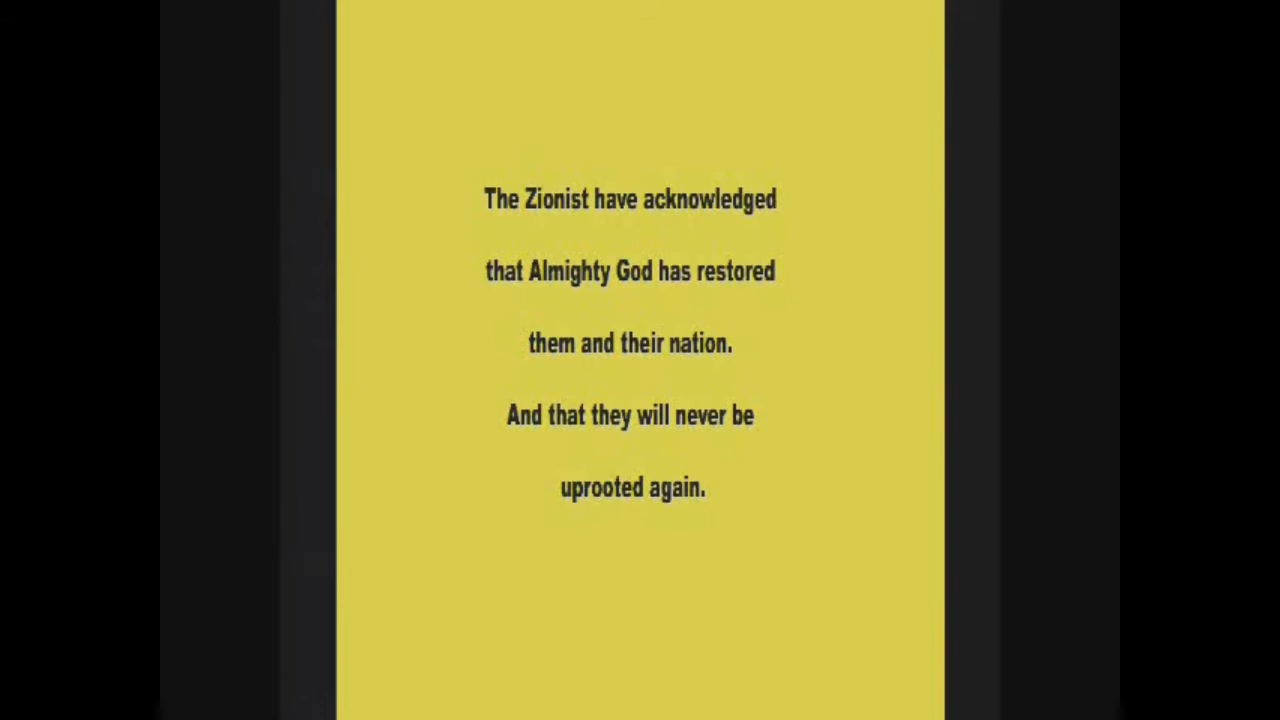 The Zionist have acknowledged
that Almighty God has restored
them and their nation.
And that they will never be
uprooted again.